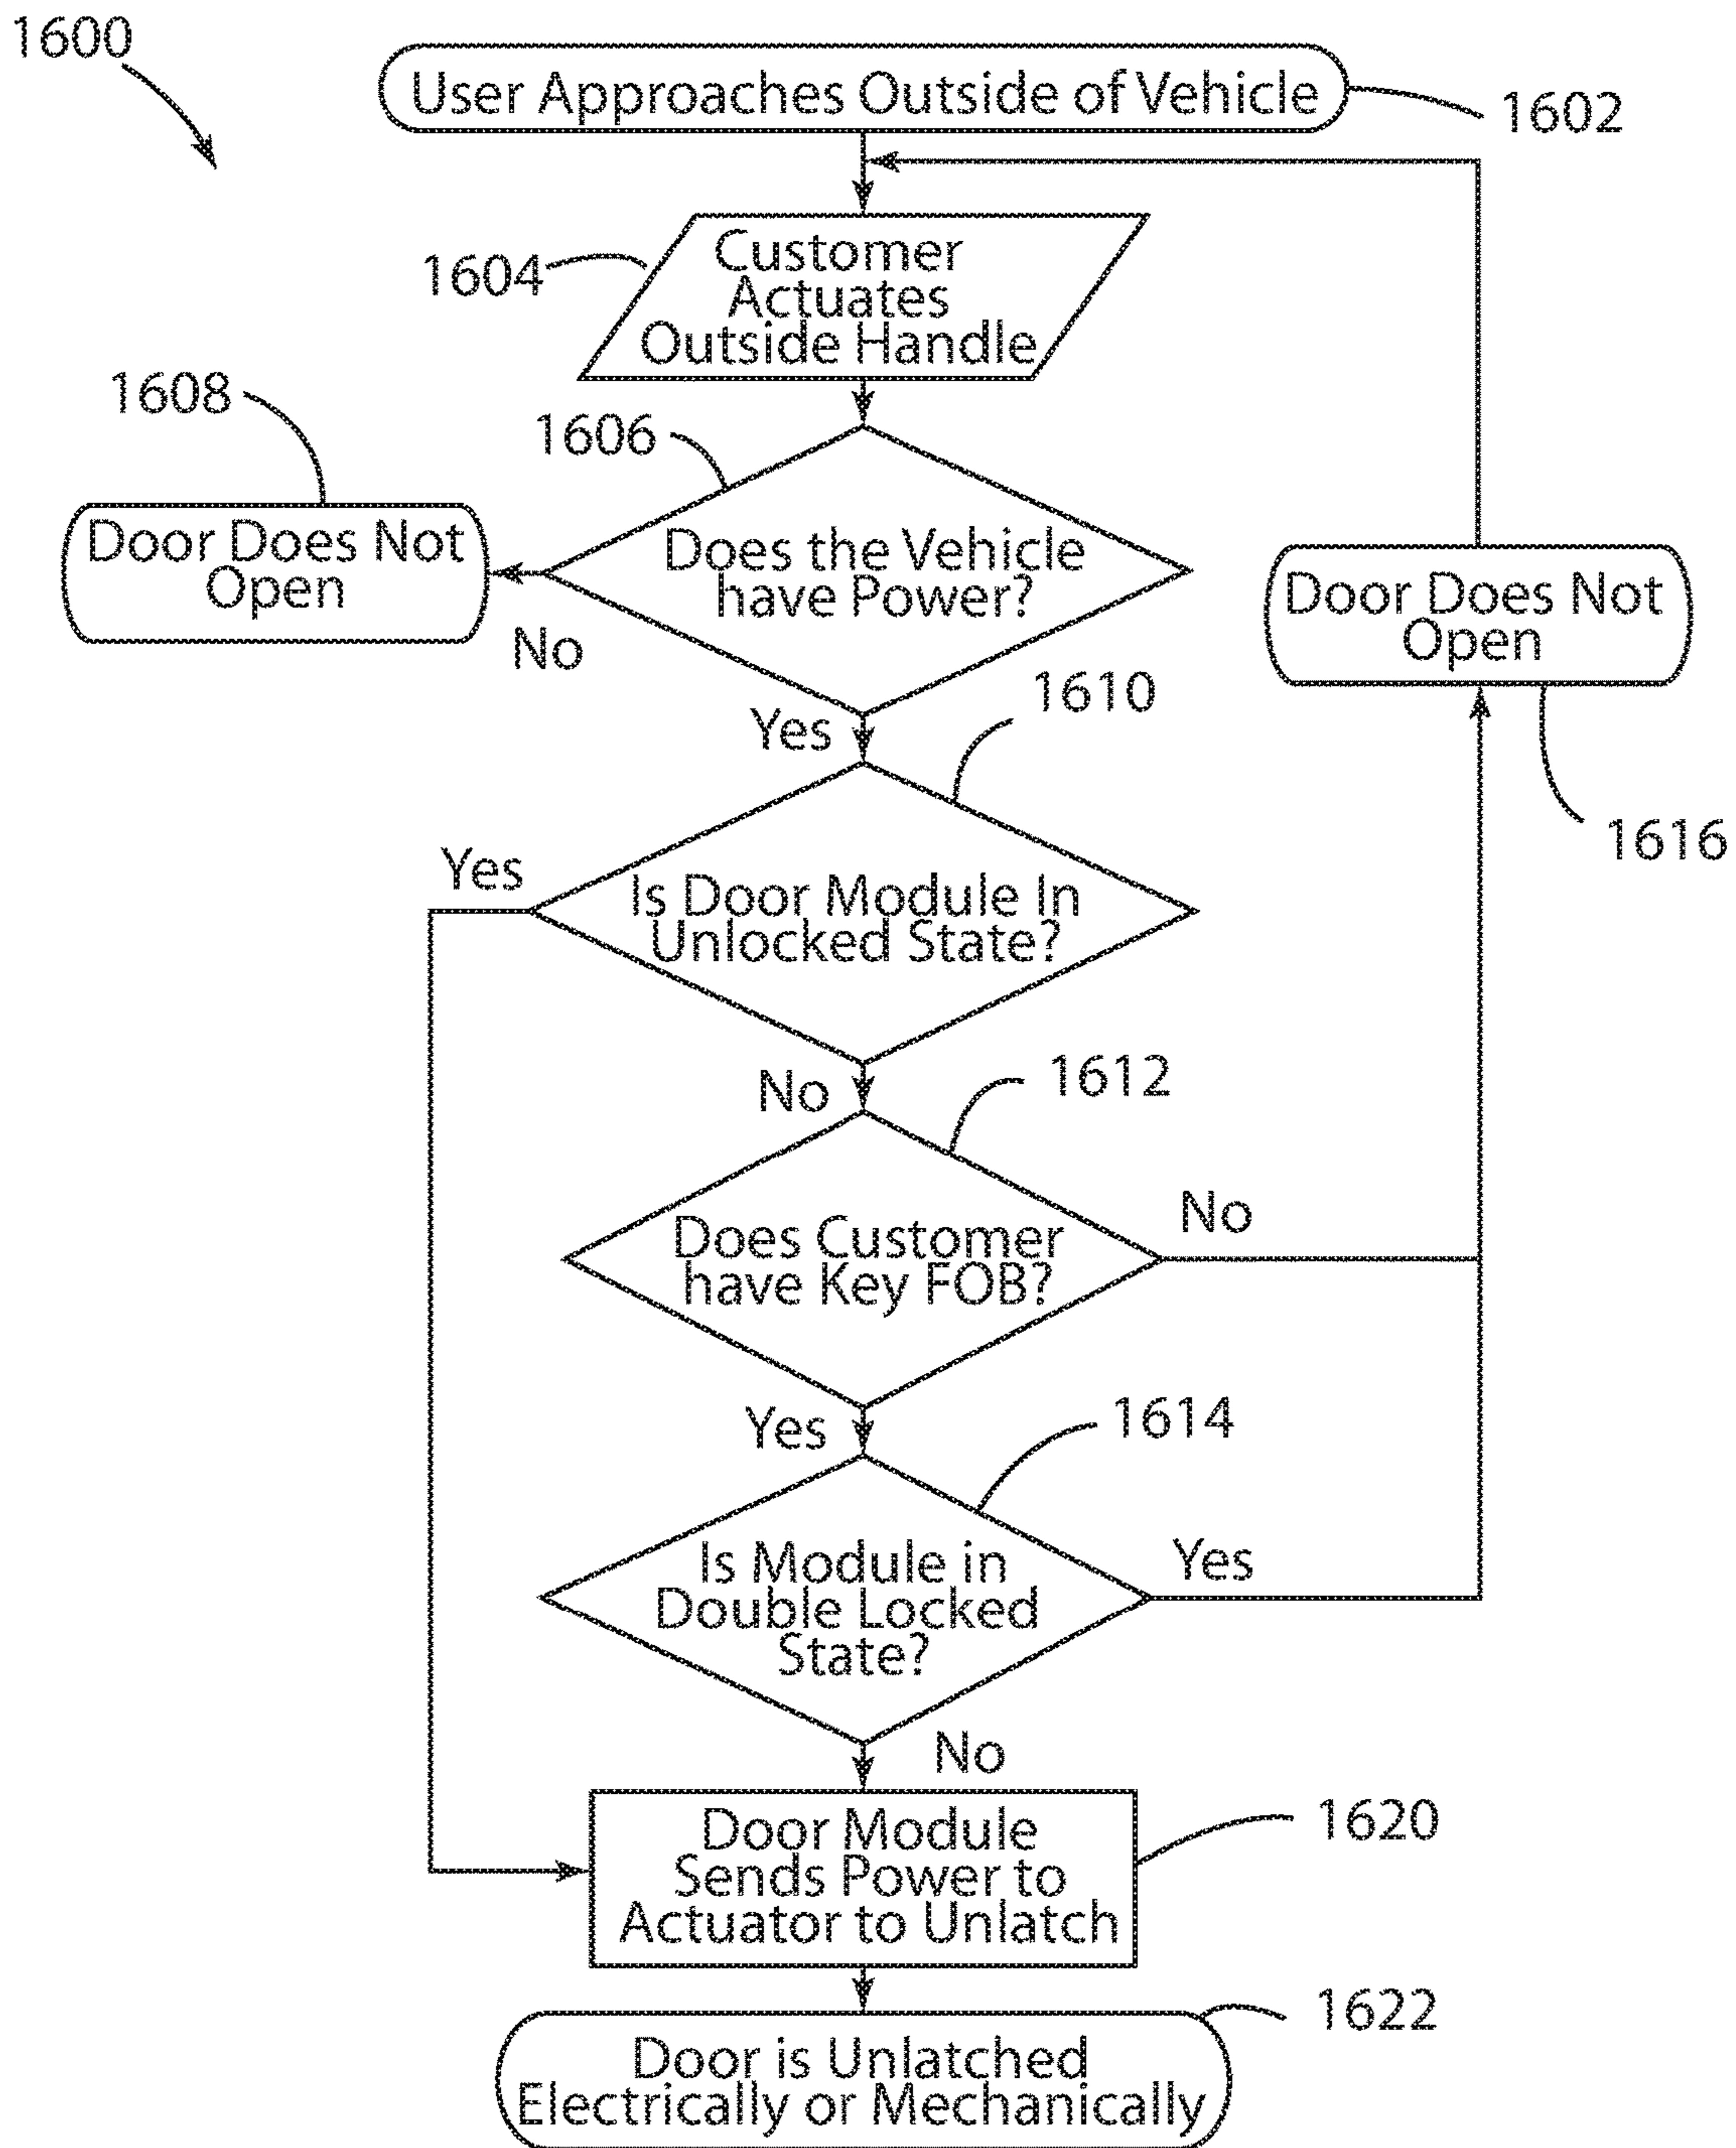 1600
User Approaches Outside of Vehicle
1602
1604
Customer
Actuates
Outside Handle
1608
1606
Door Does Not
Open
Does the Vehicle
have Power?
No
Door Does Not
Open
1616
Yes
1610
Yes
Is Door Module In
Unlocked State?
No
1612
Does Customer
have Key FOB?
No
Yes
1614
Is Module in
Double Locked
State?
Yes
No
Door Module
Sends Power to
Actuator to Unlatch
1620
1622
Door is Unlatched
Electrically or Mechanically